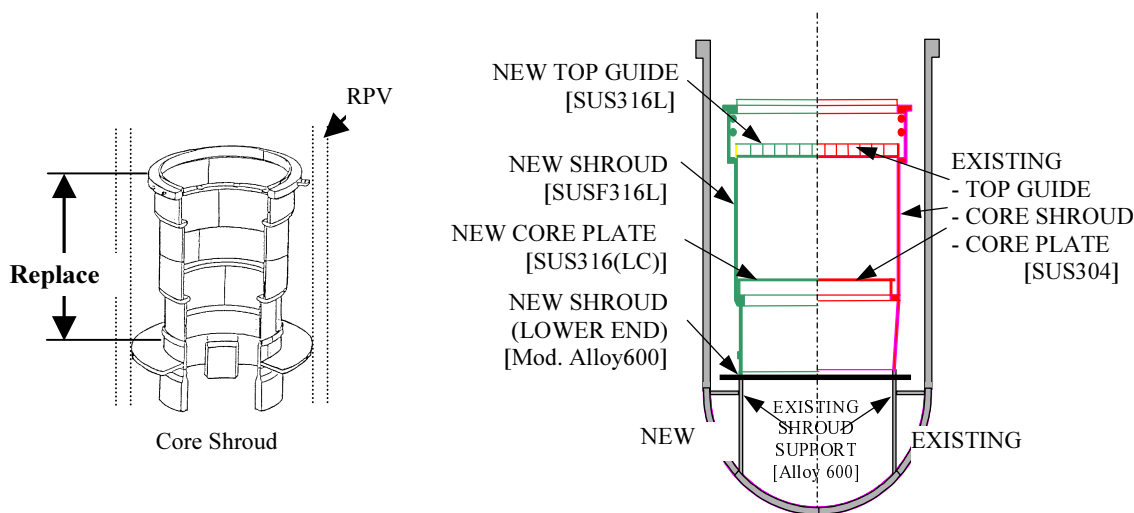 RPV
Replace
Core Shroud
NEW TOP GUIDE
[SUS316L]
NEW SHROUD
[SUSF316L]
NEW CORE PLATE
[SUS316(LC)]
NEW SHROUD
(LOWER END)
[Mod. Alloy600]
EXISTING
- TOP GUIDE
- CORE SHROUD
- CORE PLATE
[SUS304]
EXISTING
SHROUD
SUPPORT
[Alloy 600]
NEW
EXISTING